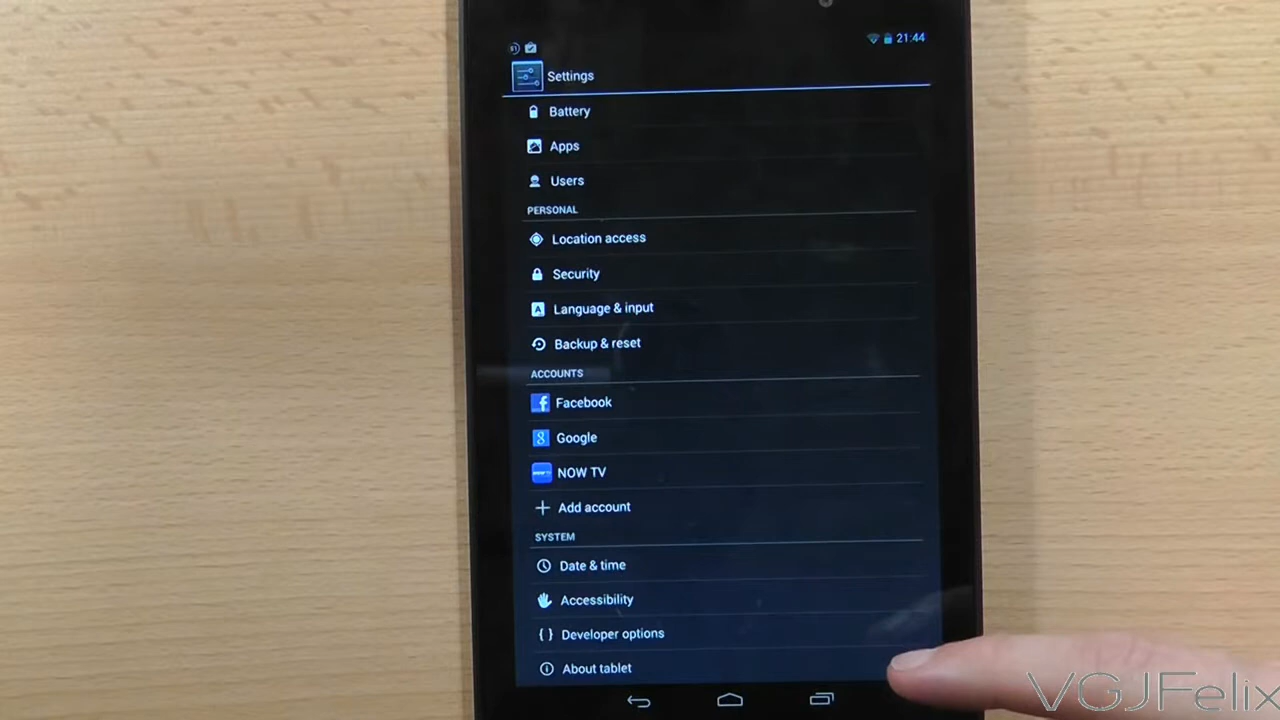 21:44
Settings
Battery
Apps
Users
PERSONAL
Location access
Security
Language & input
Backup & reset
ACCOUNTS
Facebook
Google
NOW TV
Add account
SYSTEM
Date & time
Accessibility
{ } Developer options
About tablet
VGJFelix